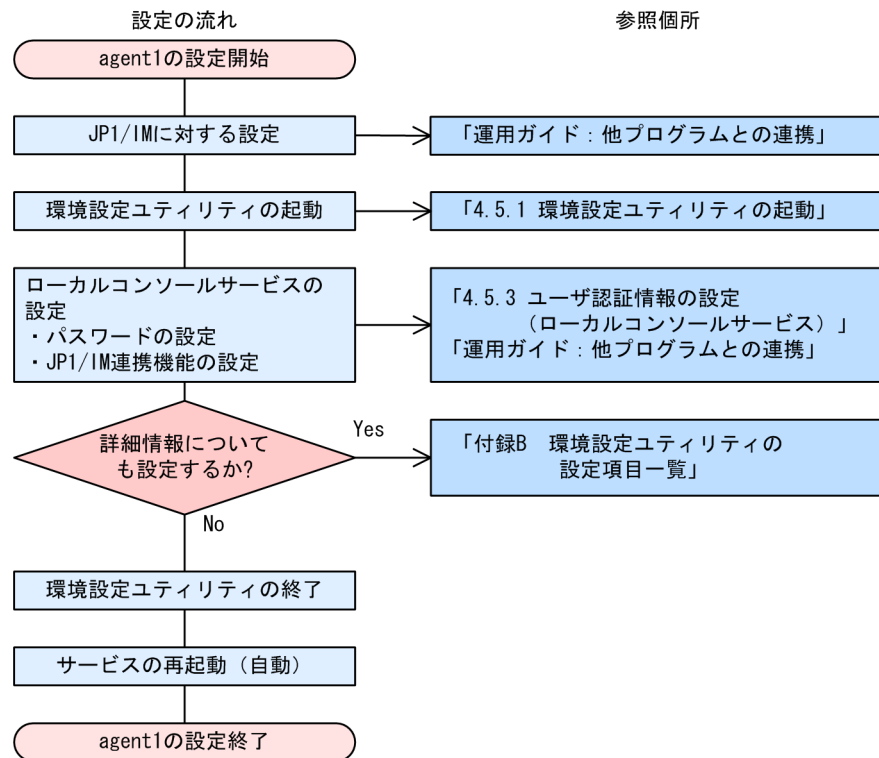 設定の流れ
参照個所
agent1の設定開始
JP1/IMに対する設定
「運用ガイド：他プログラムとの連携」
環境設定ユティリティの起動
「4.5.1 環境設定ユティリティの起動」
ローカルコンソールサービスの
設定
・パスワードの設定
・JP1/IM連携機能の設定
「4.5.3 ユーザ認証情報の設定
（ローカルコンソールサービス）」
「運用ガイド：他プログラムとの連携」
詳細情報について
も設定するか?
Yes
「付録B　環境設定ユティリティの
設定項目一覧」
No
環境設定ユティリティの終了
サービスの再起動（自動）
agent1の設定終了